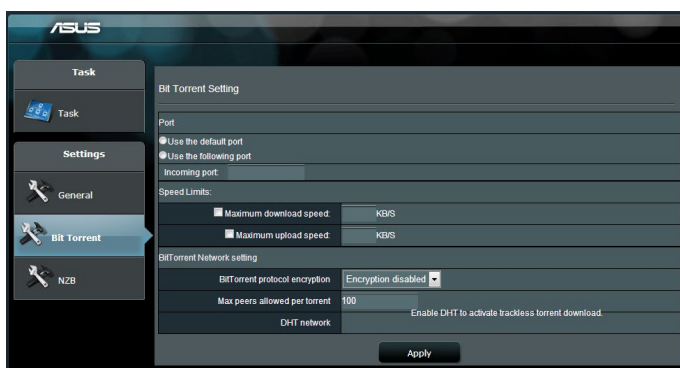 ASUS
Task
Task
Settings
General
Bit Torrent
NZB
Bit Torrent Setting
Port
Use the default port
Use the following port
Incoming port:
Speed Limits:
Maximum download speed: KB/S
Maximum upload speed: KB/S
BitTorrent Network setting
BitTorrent protocol encryption Encryption disabled
Max peers allowed per torrent 100
DHT network Enable DHT to activate trackless torrent download.
Apply